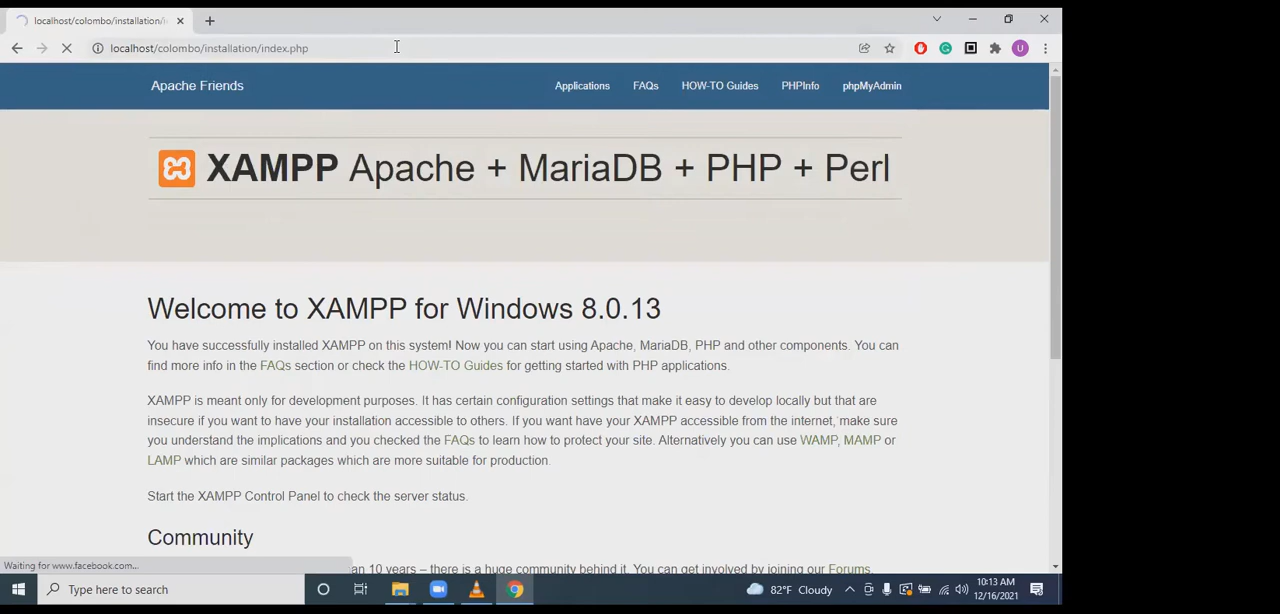 localhost/colombo/installation/i
localhost/colombo/installation/index.php
U
Apache Friends
Applications FAQs HOW-TO Guides PHPInfo phpMyAdmin
XAMPP Apache + MariaDB + PHP + Perl
Welcome to XAMPP for Windows 8.0.13
You have successfully installed XAMPP on this system! Now you can start using Apache, MariaDB, PHP and other components. You can
find more info in the FAQs section or check the HOW-TO Guides for getting started with PHP applications.
XAMPP is meant only for development purposes. It has certain configuration settings that make it easy to develop locally but that are
insecure if you want to have your installation accessible to others. If you want have your XAMPP accessible from the internet, make sure
you understand the implications and you checked the FAQs to learn how to protect your site. Alternatively you can use WAMP, MAMP or
LAMP which are similar packages which are more suitable for production.
Start the XAMPP Control Panel to check the server status.
Community
Waiting for www.facebook.com...
an 10 years – there is a huge community behind it. You can get involved by joining our Forums,
Type here to search
82°F Cloudy
10:13 AM
12/16/2021